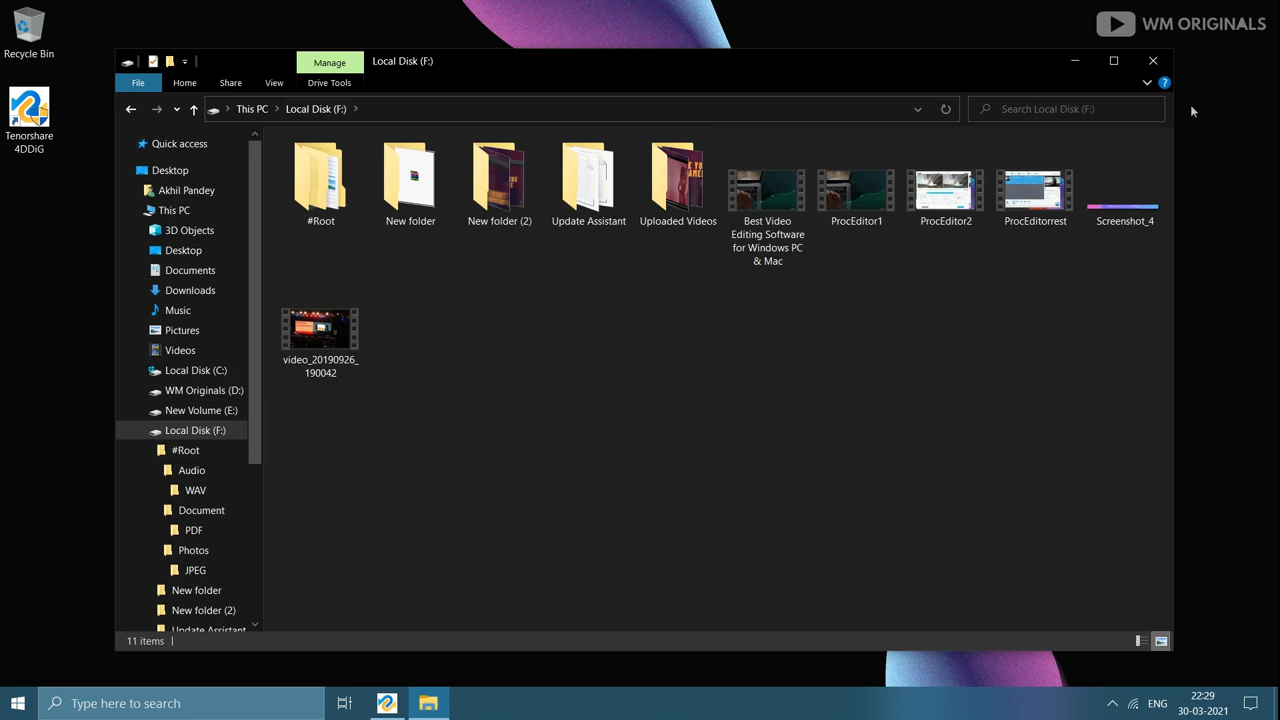 WM ORIGINALS
Recycle Bin
Tenorshare
4DDiG
Manage
Local Disk (F:)
File
Home
Share
View
Drive Tools
This PC
Local Disk (F:)
Search Local Disk (F:)
Quick access
Desktop
Akhil Pandey
This PC
3D Objects
Desktop
Documents
Downloads
Music
Pictures
Videos
Local Disk (C:)
WM Originals (D:)
New Volume (E:)
Local Disk (F:)
#Root
Audio
WAV
Document
PDF
Photos
JPEG
New folder
New folder (2)
Update Assistant
#Root
New folder
New folder (2)
Update Assistant
Uploaded Videos
Best Video
Editing Software
for Windows PC
& Mac
ProcEditor1
ProcEditor2
ProcEditorrest
Screenshot_4
video_20190926_
190042
11 items
Type here to search
ENG
22:29
30-03-2021